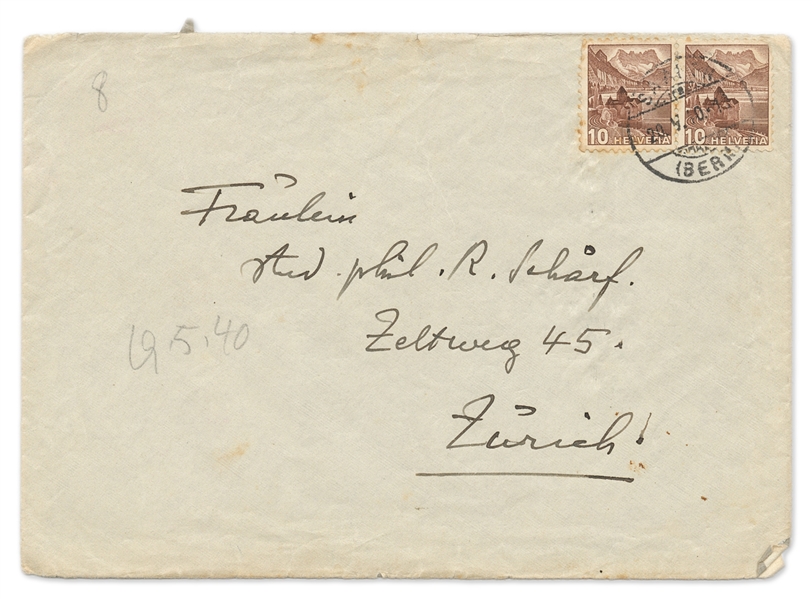 8
10 HELVETIA 10 HELVETIA
(BERN)
Fräulein
stud. phil. R. Schärf.
Zeltweg 45.
19.5.40
Zürich!